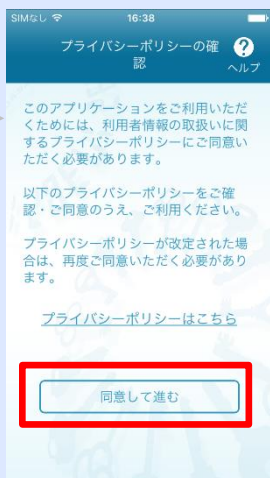 SIMなし 16:38
プライバシーポリシーの確
認
?
ヘルプ
このアプリケーションをご利用いただ
くためには、利用者情報の取扱いに関
するプライバシーポリシーにご同意い
ただく必要があります。
以下のプライバシーポリシーをご確
認・ご同意のうえ、ご利用ください。
プライバシーポリシーが改定された場
合は、再度ご同意いただく必要があり
ます。
プライバシーポリシーはこちら
同意して進む